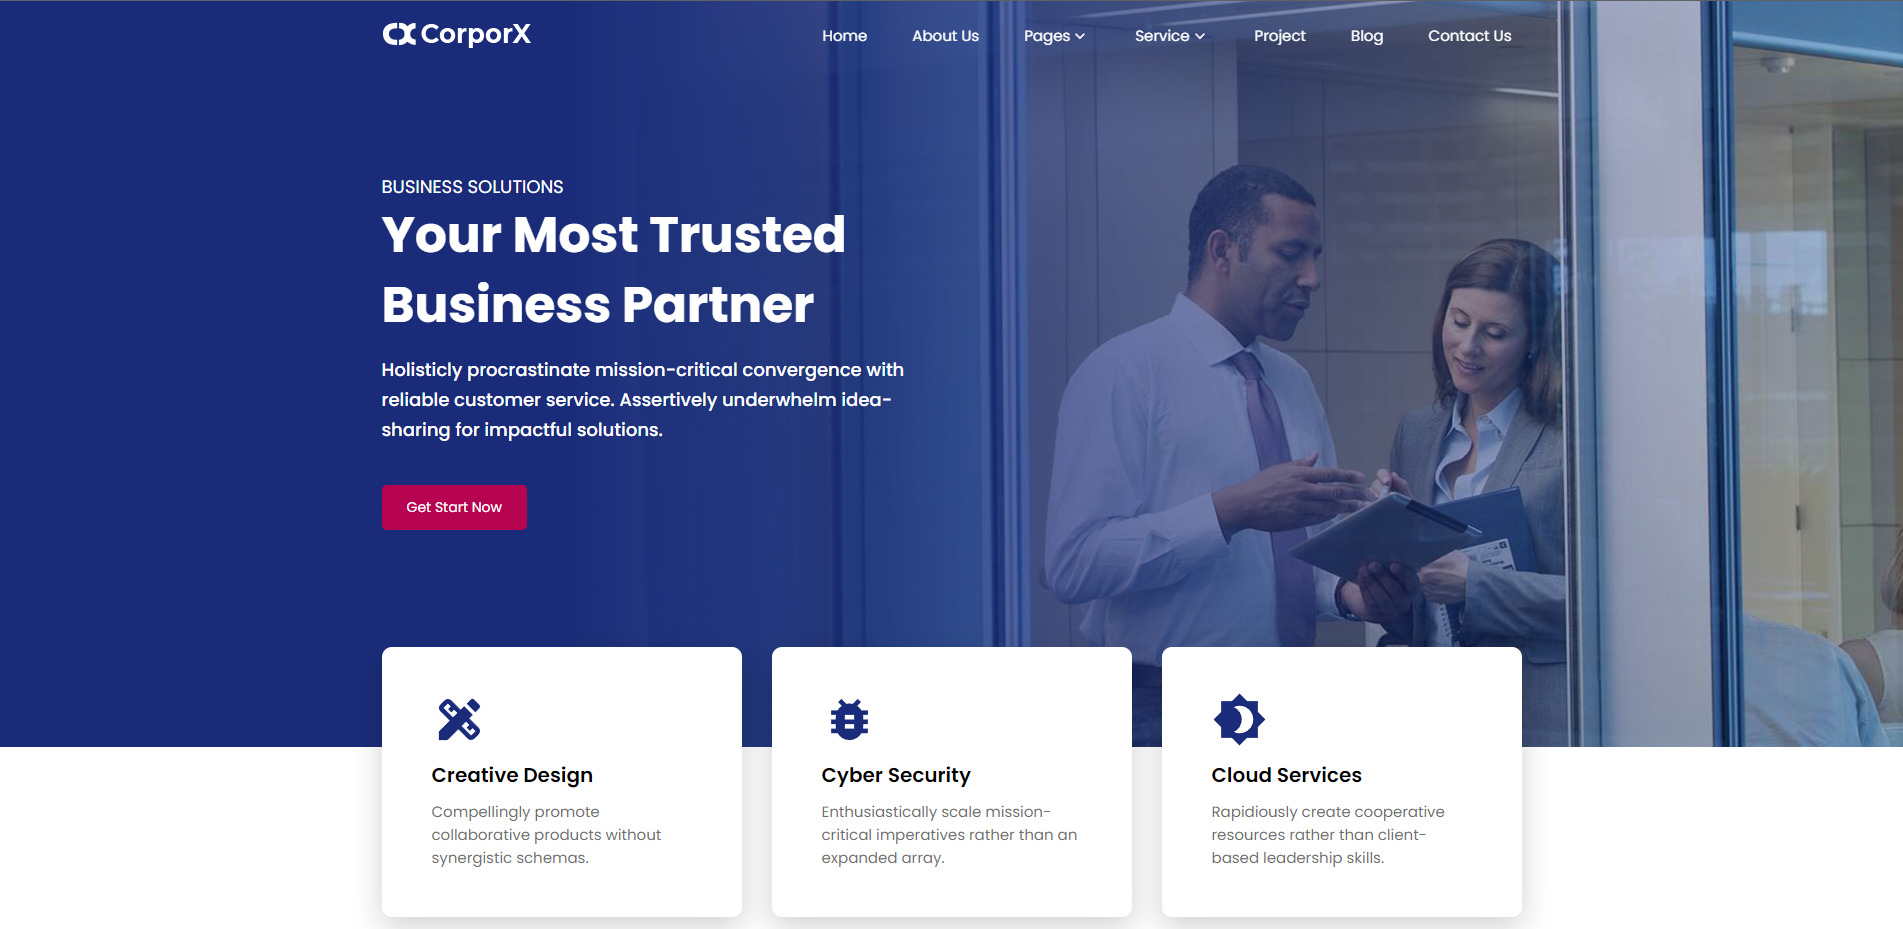 CorporX
Home About Us Pages Service Project Blog Contact Us
BUSINESS SOLUTIONS
Your Most Trusted
Business Partner
Holisticly procrastinate mission-critical convergence with
reliable customer service. Assertively underwhelm idea-
sharing for impactful solutions.
Get Start Now
Creative Design
Compellingly promote
collaborative products without
synergistic schemas.
Cyber Security
Enthusiastically scale mission-
critical imperatives rather than an
expanded array.
Cloud Services
Rapidiously create cooperative
resources rather than client-
based leadership skills.